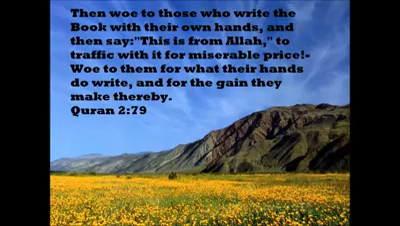 Then woe to those who write the
Book with their own hands, and
then say:"This is from Allah," to
traffic with it for miserable price!-
Woe to them for what their hands
do write, and for the gain they
make thereby.
Quran 2:79